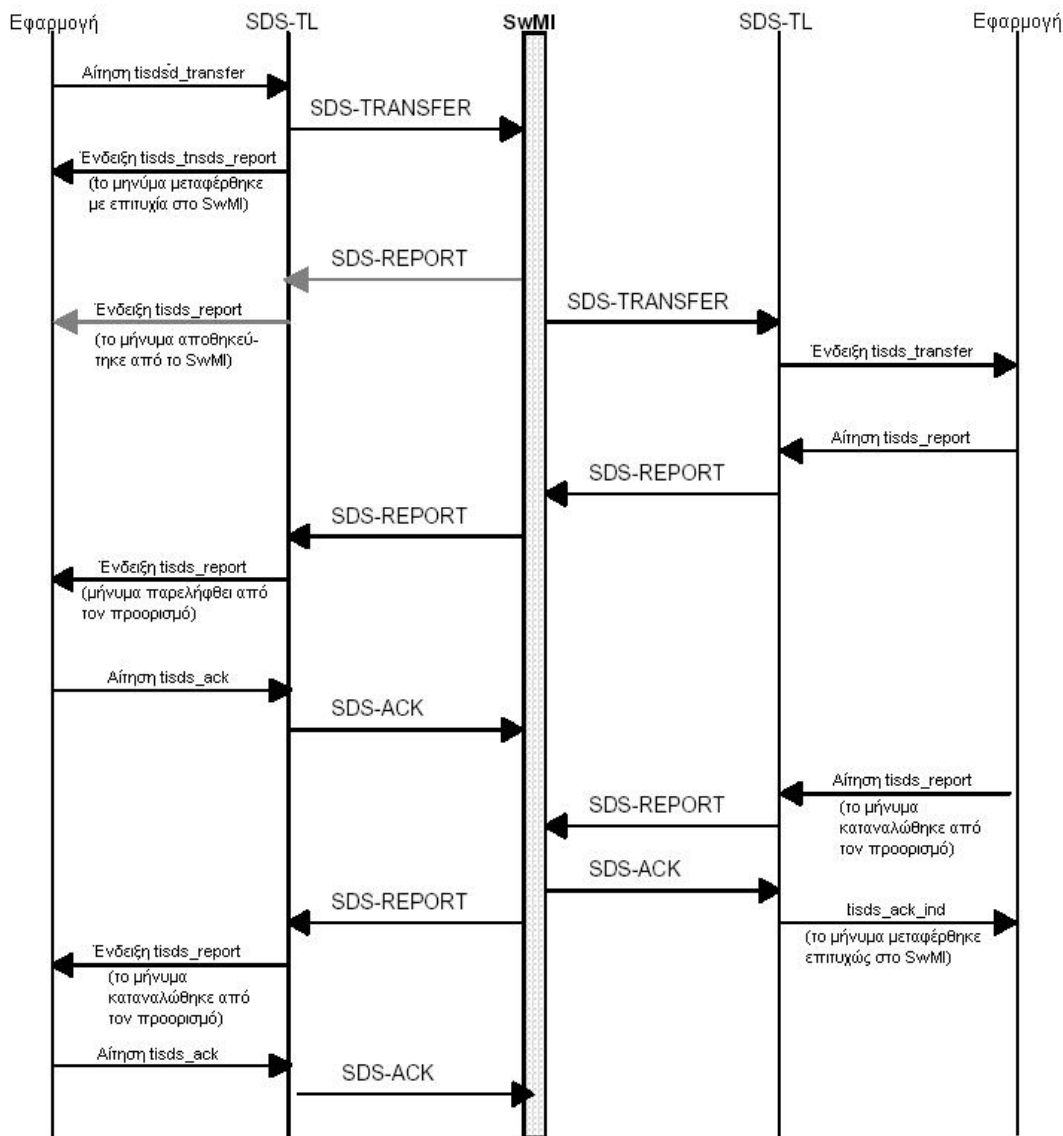 Εφαρμογή
SDS-TL
SwMI
SDS-TL
Εφαρμογή
Αίτηση tisdsd_transfer
SDS-TRANSFER
Ένδειξη tisds_tnsds_report
(το μηνύμα μεταφέρθηκε
με επιτυχία στο SwMI)
SDS-REPORT
SDS-TRANSFER
Ένδειξη tisds_report
(το μήνυμα αποθηκεύ-
τηκε από το SwMI)
Ένδειξη tisds_transfer
Αίτηση tisds_report
SDS-REPORT
SDS-REPORT
Ένδειξη tisds_report
(μήνυμα παρελήφθει από
τον προορισμό)
Αίτηση tisds_ack
SDS-ACK
Αίτηση tisds_report
SDS-REPORT
(το μήνυμα
καταναλώθηκε από
τον προορισμό)
SDS-ACK
SDS-REPORT
tisds_ack_ind
(το μήνυμα μεταφέρθηκε
επιτυχώς στο SwMI)
Ένδειξη tisds_report
(το μήνυμα
καταναλώθηκε από
τον προορισμό)
Αίτηση tisds_ack
SDS-ACK